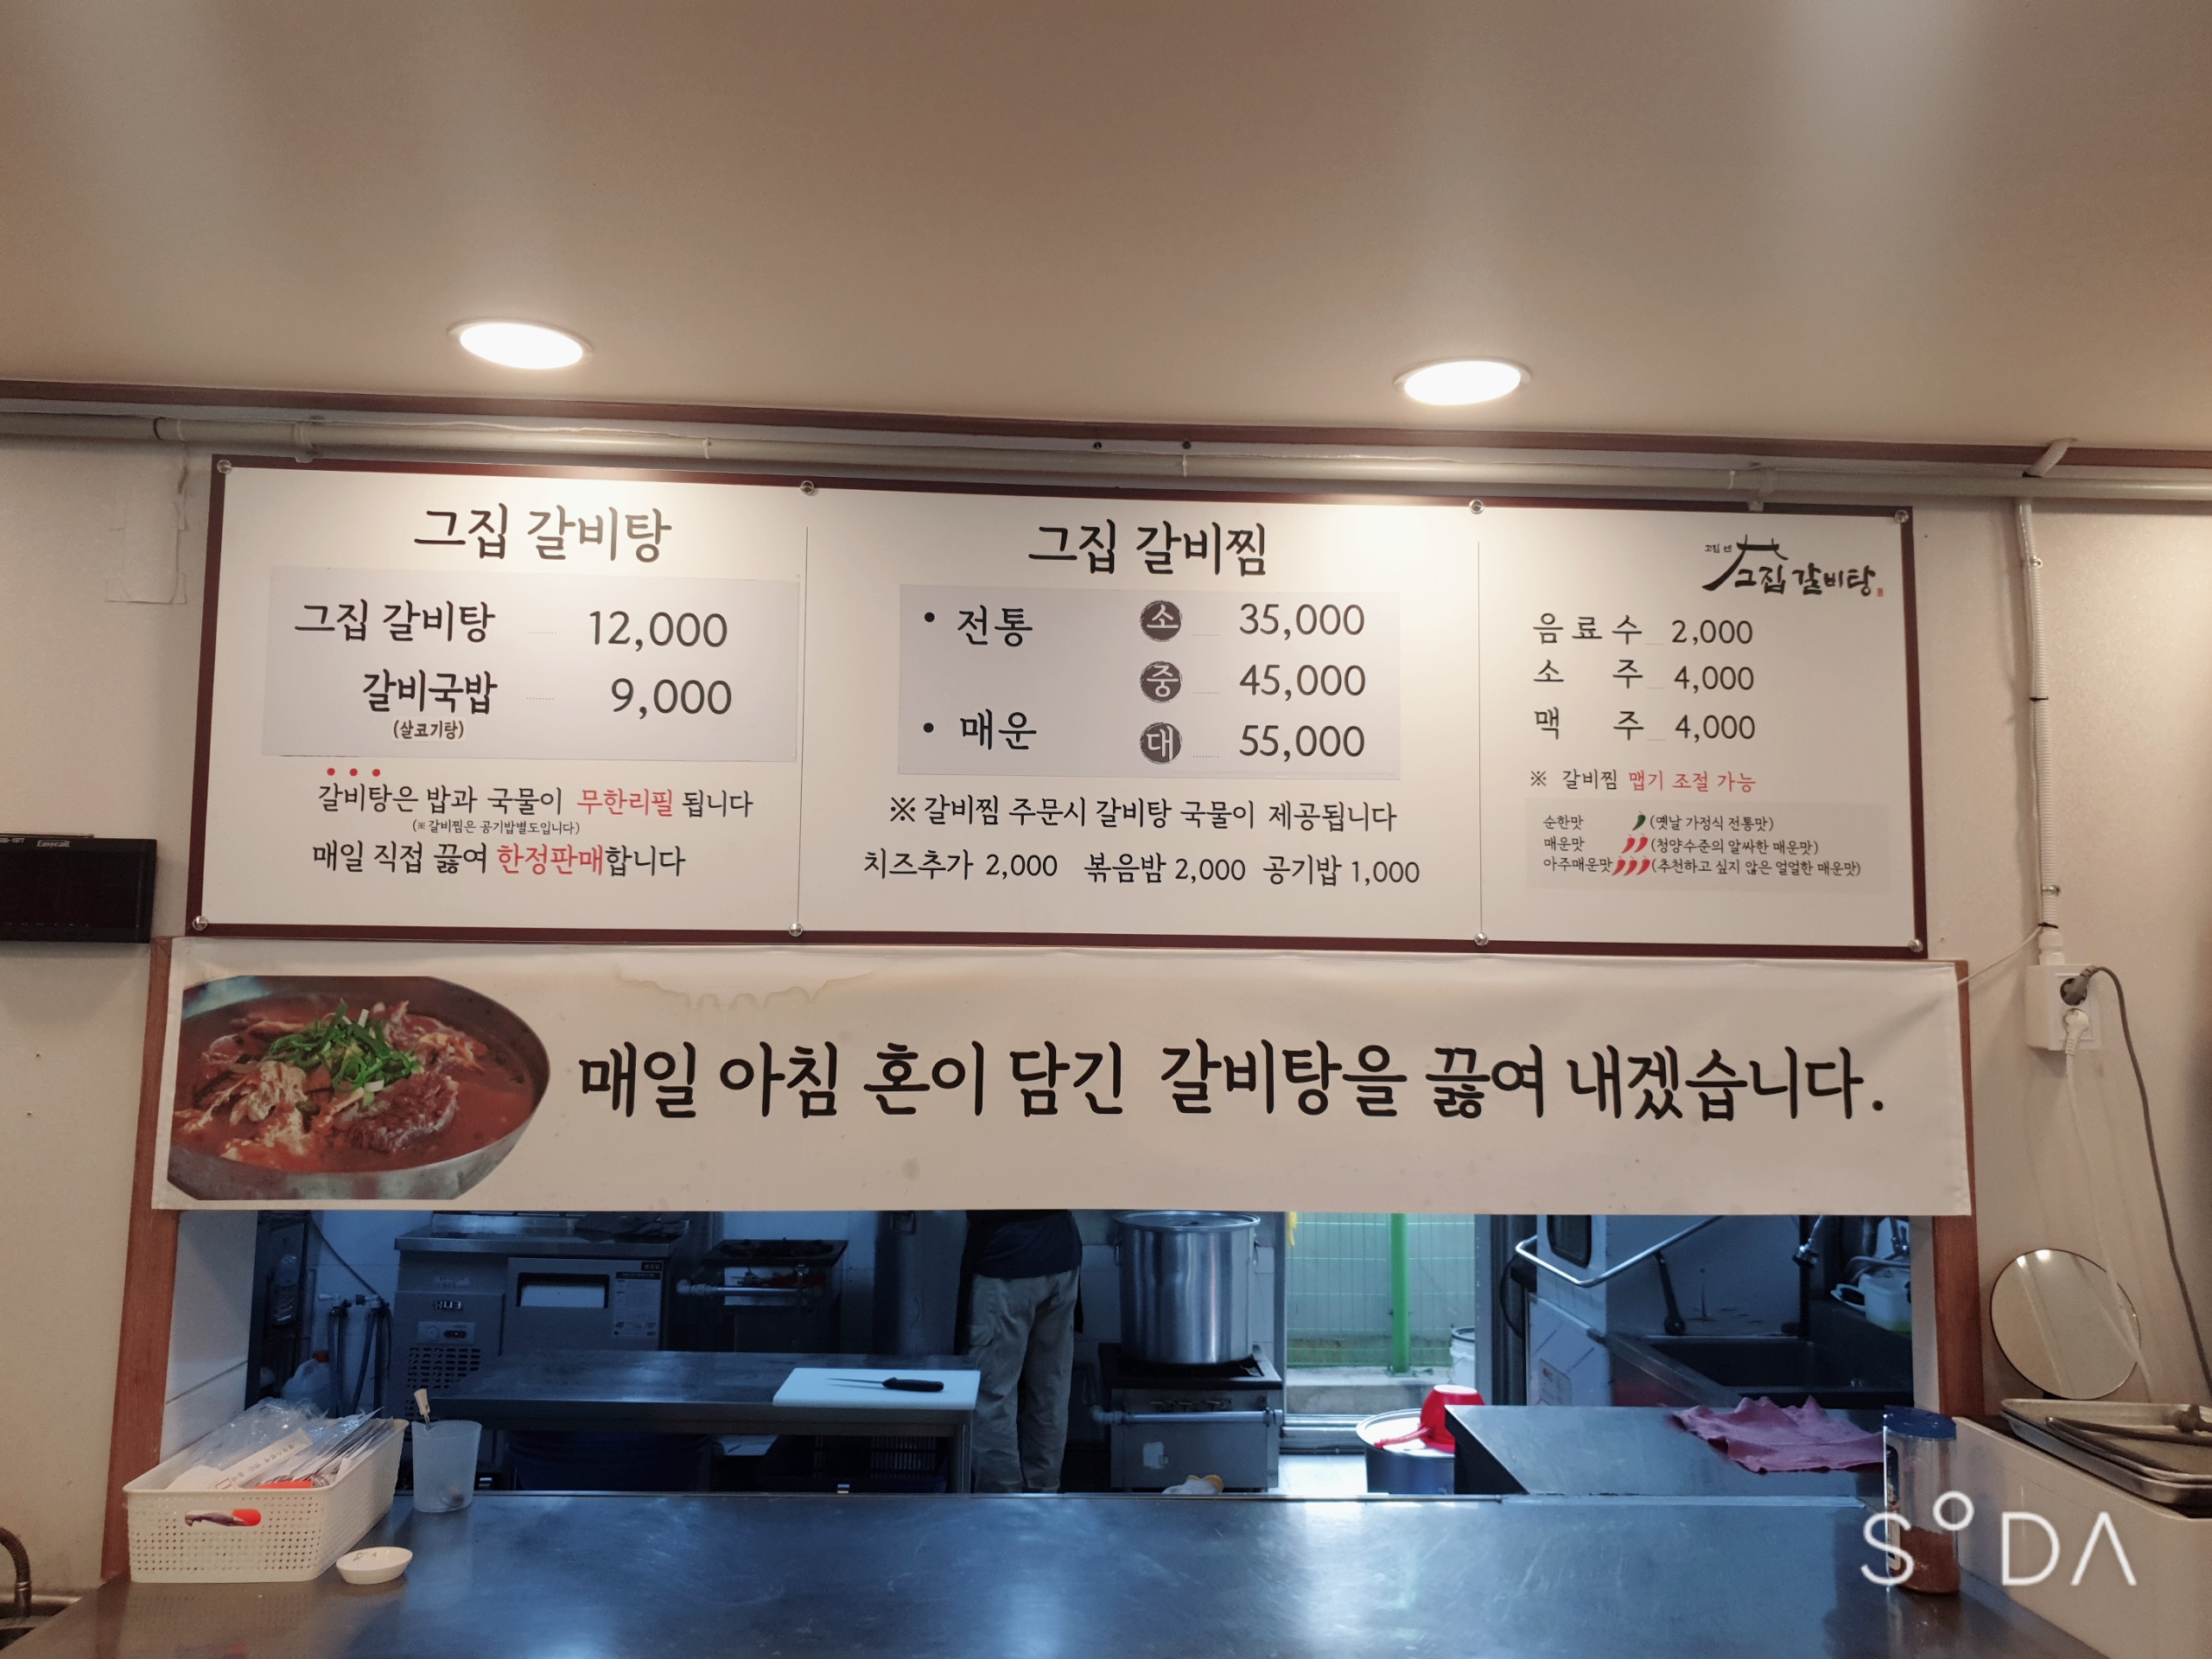 그집 갈비탕
그집 갈비탕 12,000
갈비국밥 9,000
(살코기탕)
갈비탕은 밥과 국물이 무한리필 됩니다
(※갈비찜은 공기밥별도입니다)
매일 직접 끓여 한정판매합니다
그집 갈비찜
• 전통 소 35,000
중 45,000
• 매운 대 55,000
※ 갈비찜 주문시 갈비탕 국물이 제공됩니다
치즈추가 2,000 볶음밤 2,000 공기밥 1,000
그집 갈비탕
음료수 2,000
소주 4,000
맥주 4,000
※ 갈비찜 맵기 조절 가능
순한맛 (옛날 가정식 전통맛)
매운맛 (청양수준의 알싸한 매운맛)
아주매운맛 (추천하고 싶지 않은 얼얼한 매운맛)
Easycall
매일 아침 혼이 담긴 갈비탕을 끓여 내겠습니다.
SODA